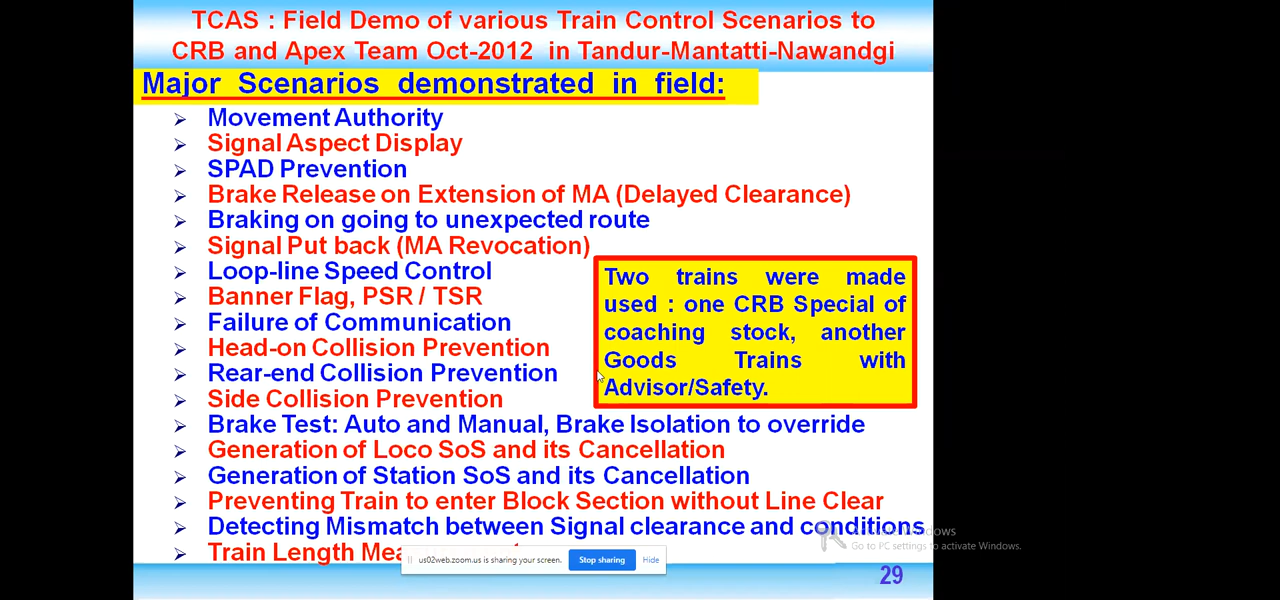 TCAS : Field Demo of various Train Control Scenarios to
CRB and Apex Team Oct-2012 in Tandur-Mantatti-Nawandgi
Major Scenarios demonstrated in field:
Movement Authority
Signal Aspect Display
SPAD Prevention
Brake Release on Extension of MA (Delayed Clearance)
Braking on going to unexpected route
Signal Put back (MA Revocation)
Loop-line Speed Control
Banner Flag, PSR / TSR
Failure of Communication
Head-on Collision Prevention
Rear-end Collision Prevention
Side Collision Prevention
Brake Test: Auto and Manual, Brake Isolation to override
Generation of Loco SoS and its Cancellation
Generation of Station SoS and its Cancellation
Preventing Train to enter Block Section without Line Clear
Detecting Mismatch between Signal clearance and conditions
Train Length
Two trains were made
used : one CRB Special of
coaching stock, another
Goods Trains with
Advisor/Safety.
us02web.zoom.us is sharing your screen.
Stop sharing
Hide
Windows
Go to PC settings to activate Windows.
29